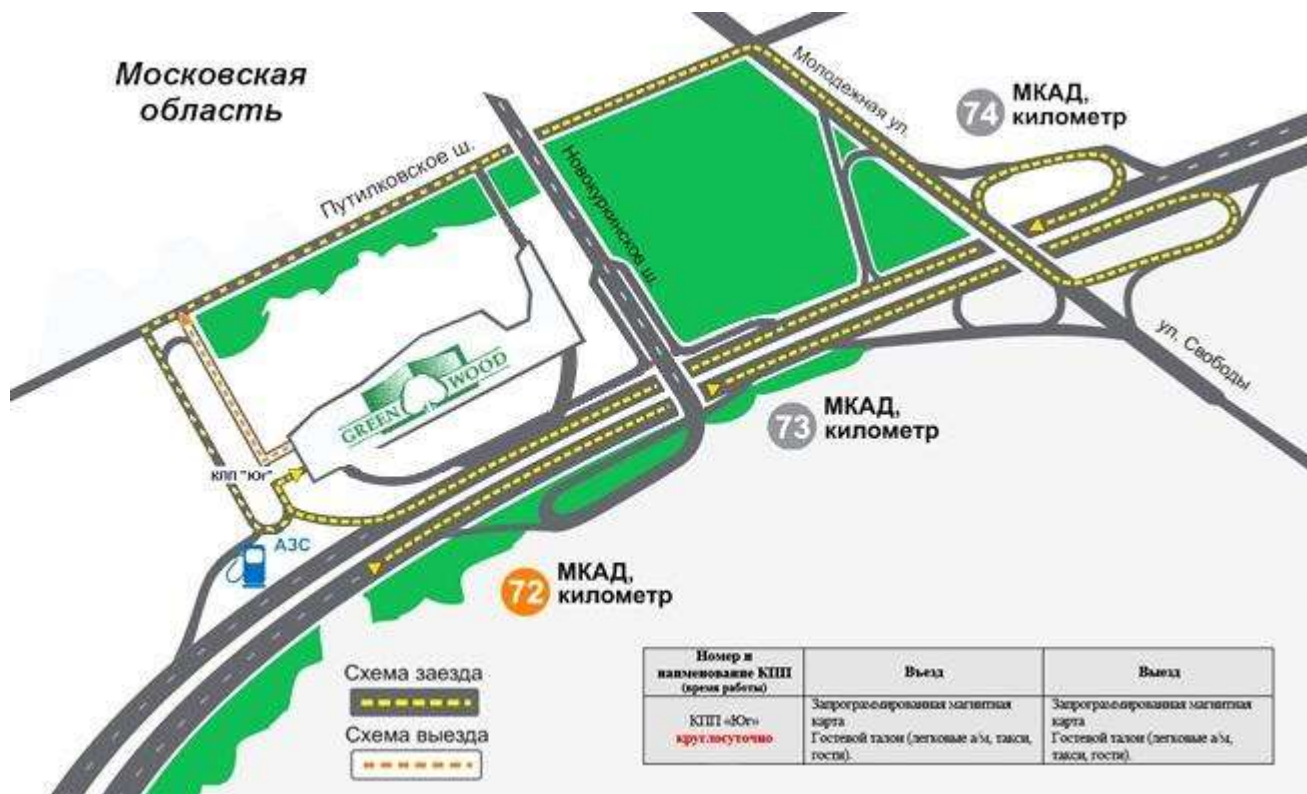 Московская
область
Путилковское ш.
Новокуркинское ш.
Молодежная ул.
74
МКАД,
километр
ул. Свободы
GREEN WOOD
КПП "Юг"
73
МКАД,
километр
АЗС
72
МКАД,
километр
Схема заезда
Схема выезда
Номер и
наименование КПП
(время работы)
Въезд
Выезд
КПП «Юг»
круглосуточно
Запрограммированная магнитная
карта
Гостевой талон (легковые а/м, такси,
гости).
Запрограммированная магнитная
карта
Гостевой талон (легковые а/м,
такси, гости).